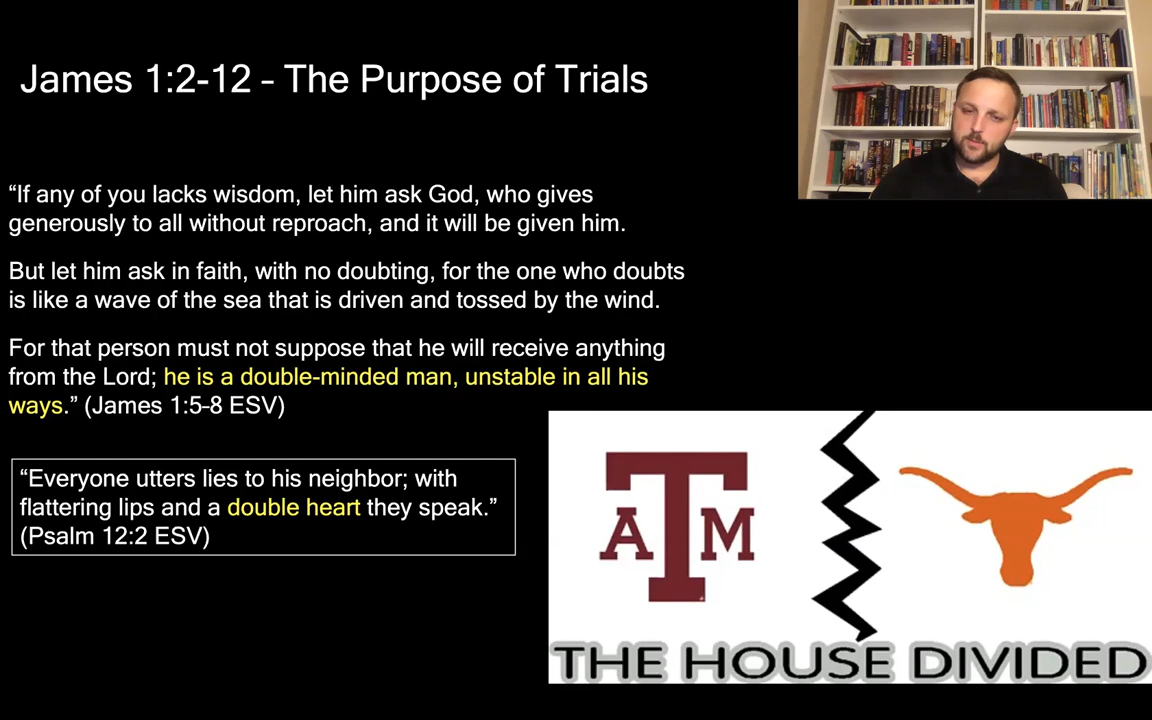 James 1:2-12 – The Purpose of Trials
“If any of you lacks wisdom, let him ask God, who gives
generously to all without reproach, and it will be given him.
But let him ask in faith, with no doubting, for the one who doubts
is like a wave of the sea that is driven and tossed by the wind.
For that person must not suppose that he will receive anything
from the Lord; he is a double-minded man, unstable in all his
ways.” (James 1:5-8 ESV)
“Everyone utters lies to his neighbor; with
flattering lips and a double heart they speak.”
(Psalm 12:2 ESV)
ATM
THE HOUSE DIVIDED